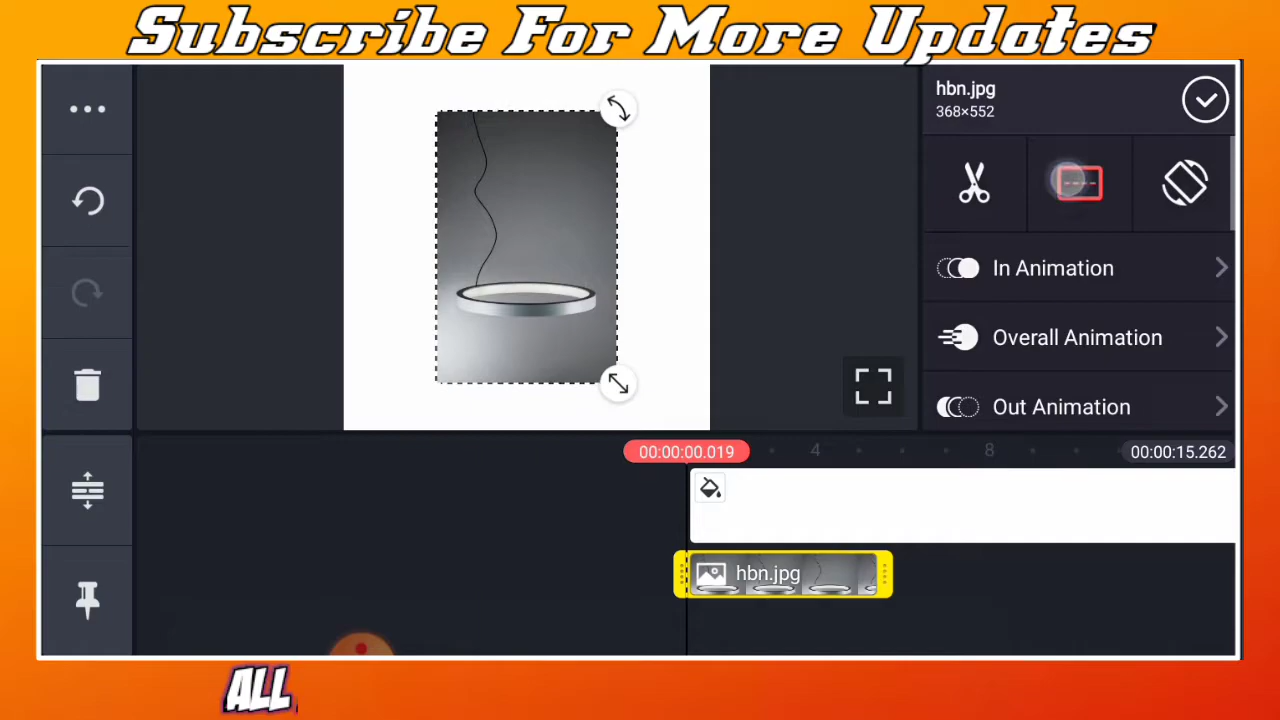 Subscribe For More Updates
hbn.jpg
368×552
In Animation
Overall Animation
Out Animation
00:00:00.019
4
8
00:00:15.262
hbn.jpg
ALL